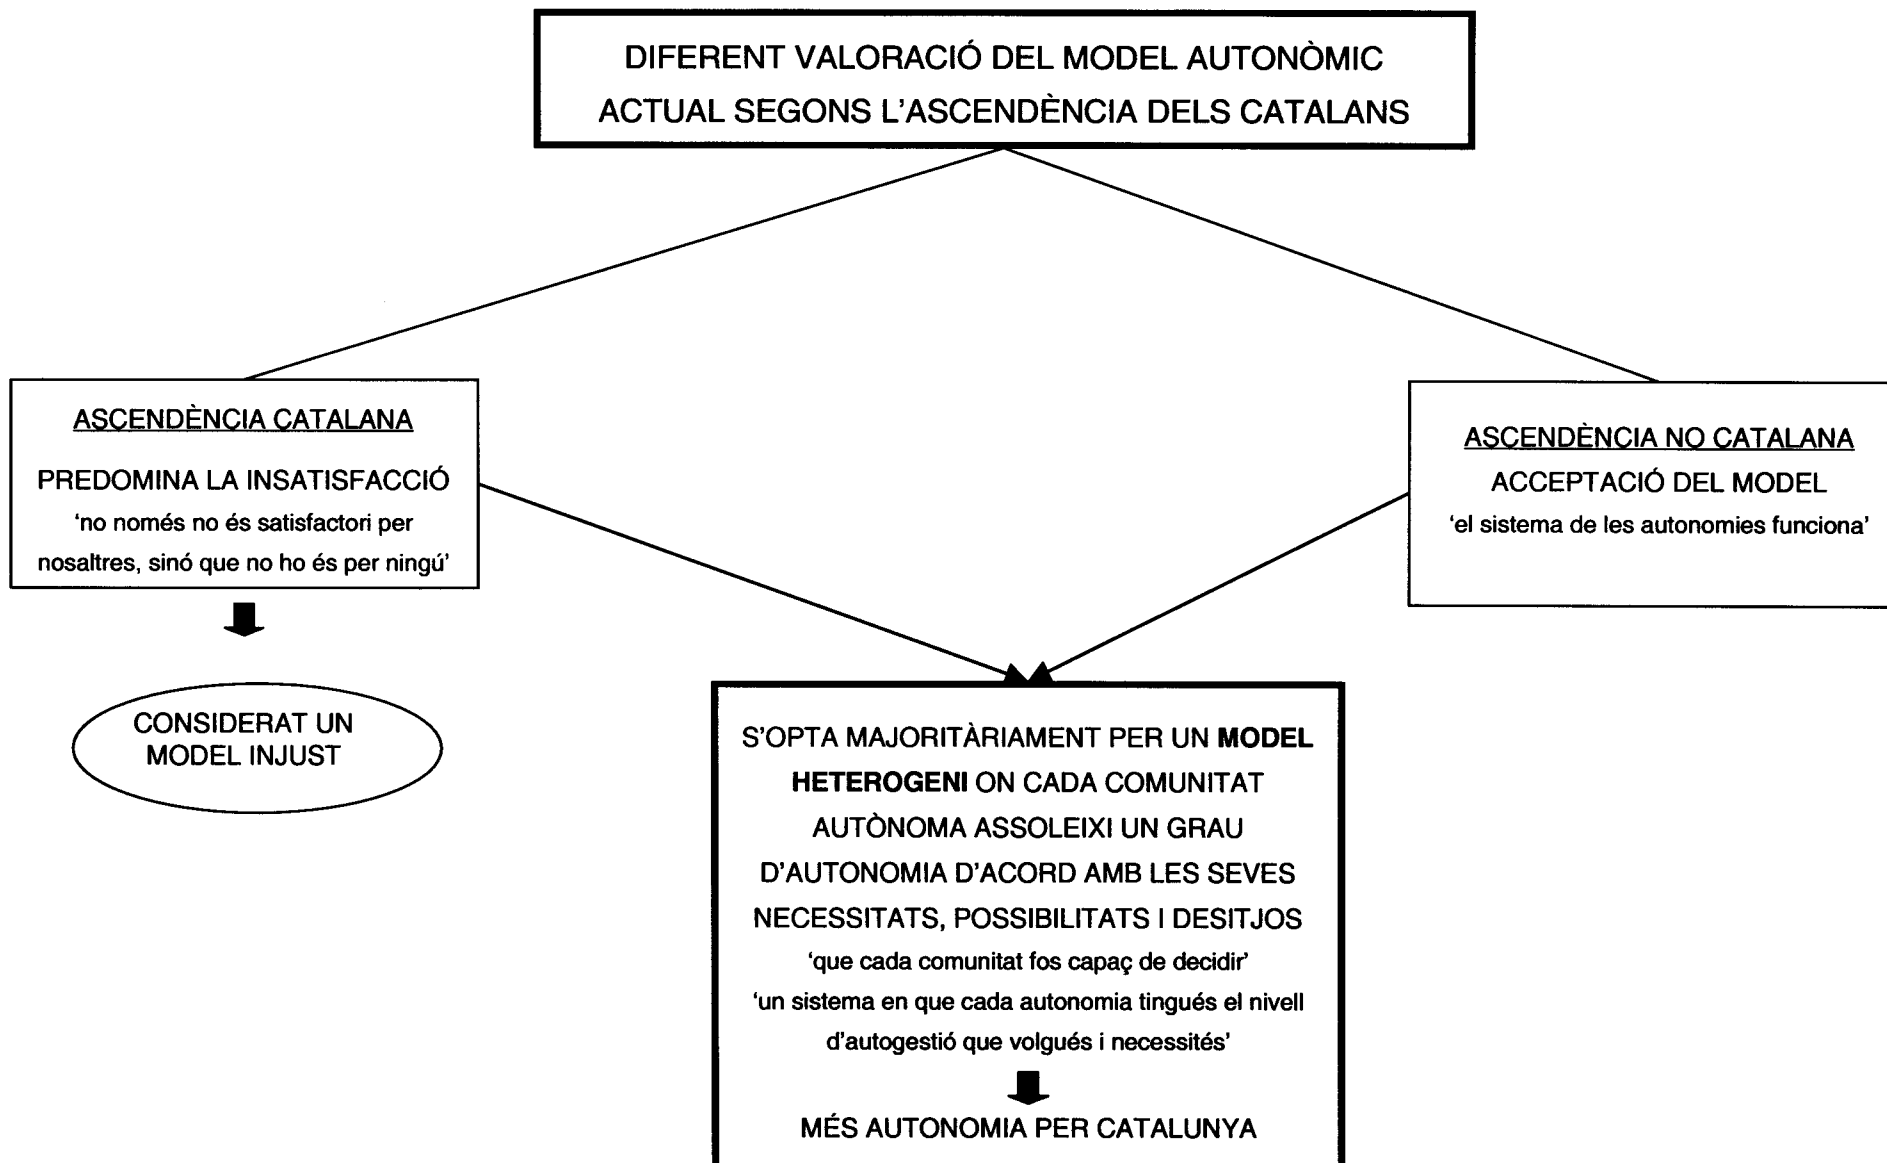 DIFERENT VALORACIÓ DEL MODEL AUTONÒMIC
ACTUAL SEGONS L'ASCENDÈNCIA DELS CATALANS
ASCENDÈNCIA CATALANA
PREDOMINA LA INSATISFACCIÓ
‘no només no és satisfactori per
nosaltres, sinó que no ho és per ningú’
CONSIDERAT UN
MODEL INJUST
ASCENDÈNCIA NO CATALANA
ACCEPTACIÓ DEL MODEL
‘el sistema de les autonomies funciona’
S'OPTA MAJORITÀRIAMENT PER UN MODEL
HETEROGENI ON CADA COMUNITAT
AUTÒNOMA ASSOLEIXI UN GRAU
D'AUTONOMIA D'ACORD AMB LES SEVES
NECESSITATS, POSSIBILITATS I DESITJOS
‘que cada comunitat fos capaç de decidir’
‘un sistema en que cada autonomia tingués el nivell
d'autogestió que volgués i necessités’
MÉS AUTONOMIA PER CATALUNYA